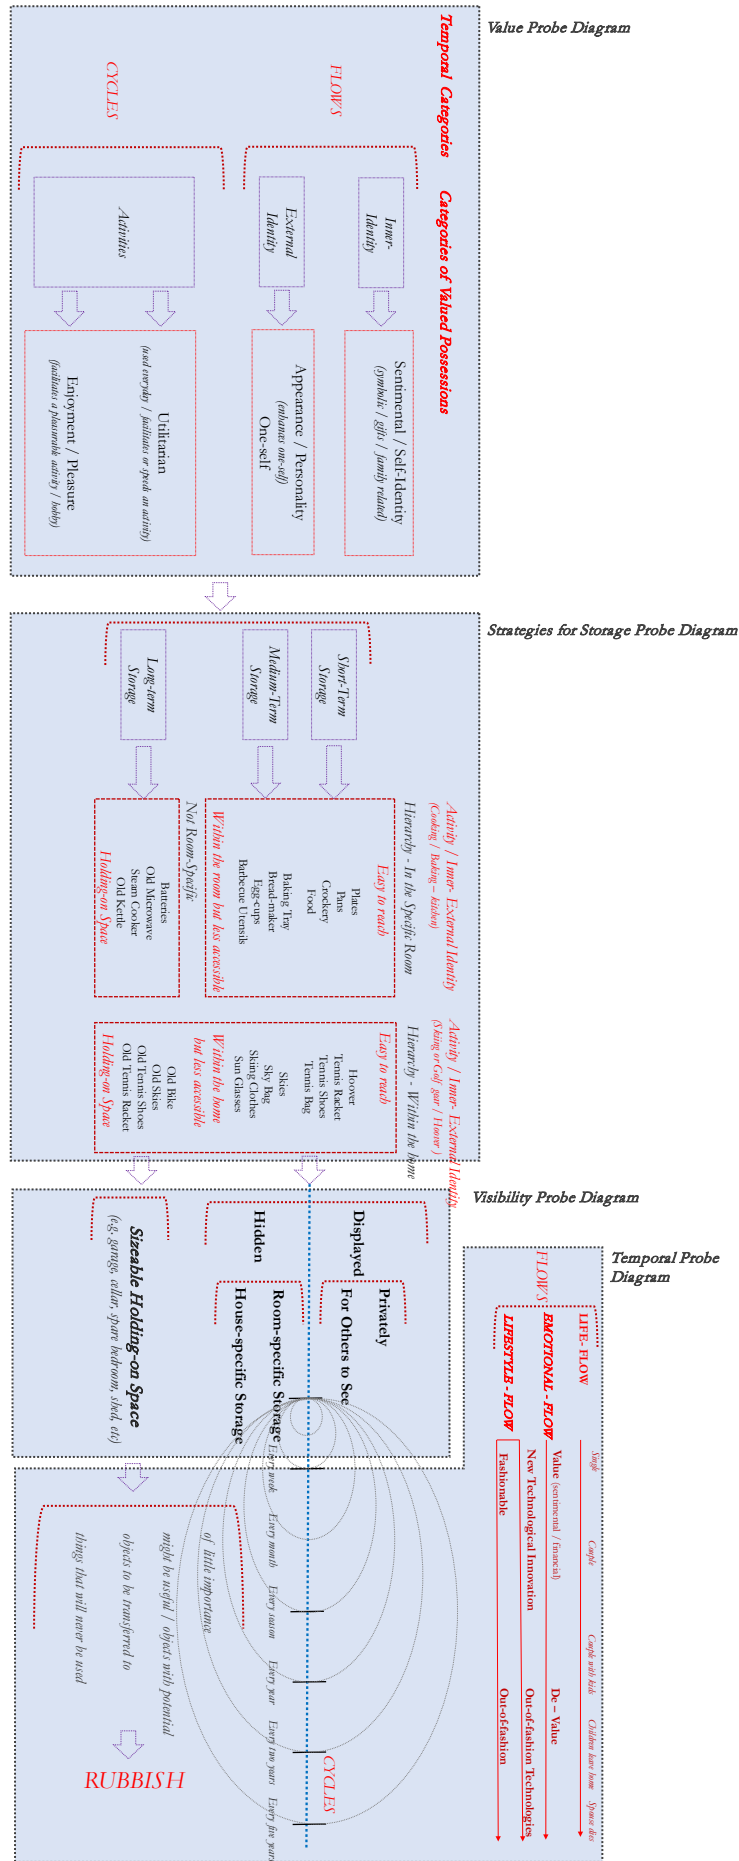 Value Probe Diagram
Temporal Categories
Categories of Valued Possessions
FLOWS
CYCLES
Inner-
Identity
External
Identity
Activities
Sentimental / Self-Identity
(symbolic / gifts / family related)
Appearance / Personality
(enhances one-self)
One-self
Utilitarian
(used everyday / facilitates or speeds an activity)
Enjoyment / Pleasure
(facilitates a pleasurable activity / hobby)
Strategies for Storage Probe Diagram
Short-Term
Storage
Medium-Term
Storage
Long-term
Storage
Activity / Inner- External Identity
(Cooking / Baking – kitchen)
Hierarchy - In the Specific Room
Easy to reach
Plates
Pans
Crockery
Food
Baking Tray
Bread-maker
Egg-cups
Barbecue Utensils
Within the room but less accessible
Not Room-Specific
Batteries
Old Microwave
Steam Cooker
Old Kettle
Holding-on Space
Activity / Inner- External Identity
(Skiing or Golf gear / Hoover )
Hierarchy - Within the home
Easy to reach
Hoover
Tennis Racket
Tennis Shoes
Tennis Bag
Skies
Sky Bag
Skiing Clothes
Sun Glasses
Within the home
but less accessible
Old Bike
Old Skies
Old Tennis Shoes
Old Tennis Racket
Holding-on Space
Visibility Probe Diagram
Displayed
Hidden
Privately
For Others to See
Room-specific Storage
House-specific Storage
Sizeable Holding-on Space
(e.g. garage, cellar, spare bedroom, shed, etc)
Temporal Probe
Diagram
FLOWS
LIFE- FLOW
EMOTIONAL - FLOW
LIFESTYLE - FLOW
Single
Couple
Couple with kids
Children leave home
Spouse dies
Value (sentimental / financial)
De – Value
New Technological Innovation
Out-of-fashion Technologies
Fashionable
Out-of-fashion
CYCLES
Every week
Every month
Every season
Every year
Every two years
Every five years
of little importance
might be useful / objects with potential
objects to be transferred to
things that will never be used
RUBBISH